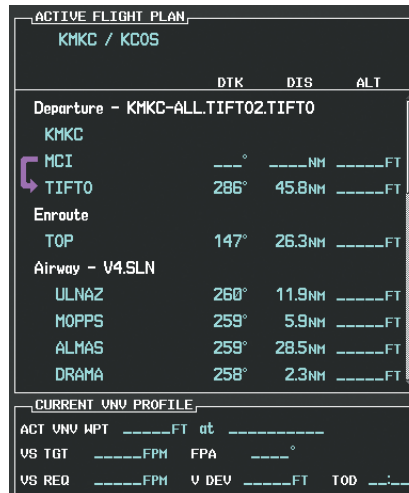 ACTIVE FLIGHT PLAN
KMKC / KCOS
DTK DIS ALT
Departure - KMKC-ALL.TIFTO2.TIFTO
KMKC
MCI ___° ____NM _____FT
TIFTO 286° 45.8NM _____FT
Enroute
TOP 147° 26.3NM _____FT
Airway - V4.SLN
ULNAZ 260° 11.9NM _____FT
MOPPS 259° 5.9NM _____FT
ALMAS 259° 28.5NM _____FT
DRAMA 258° 2.3NM _____FT
CURRENT VNV PROFILE
ACT VNV WPT _____FT at __________
VS TGT _____FPM FPA ____°
VS REQ _____FPM V DEV _____FT TOD __:__